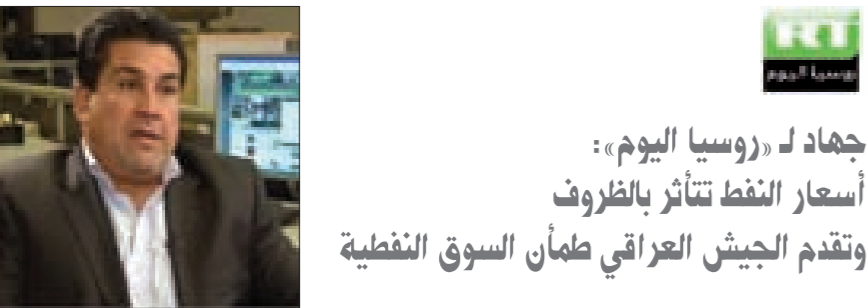 RT
روسيا اليوم
جهاد لـ «روسيا اليوم»:
أسعار النفط تتأثر بالظروف
وتقدم الجيش العراقي طمأن السوق النفطية